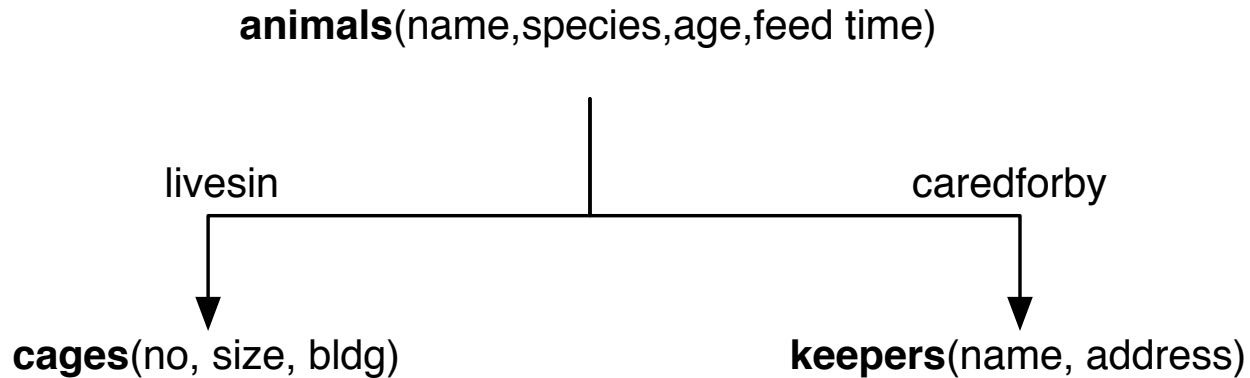 animals(name,species,age,feed time)
livesin
caredforby
cages(no, size, bldg)
keepers(name, address)